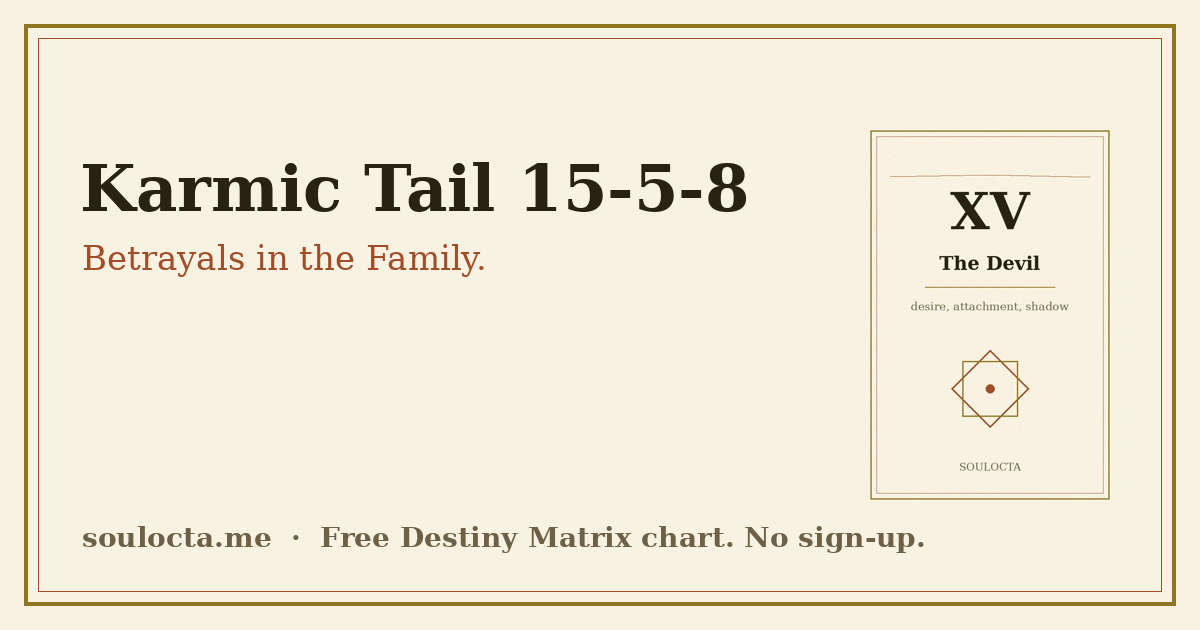 Karmic Tail 15-5-8
Betrayals in the Family.
XV
The Devil
desire, attachment, shadow
SOULOCTA
soulocta.me · Free Destiny Matrix chart. No sign-up.